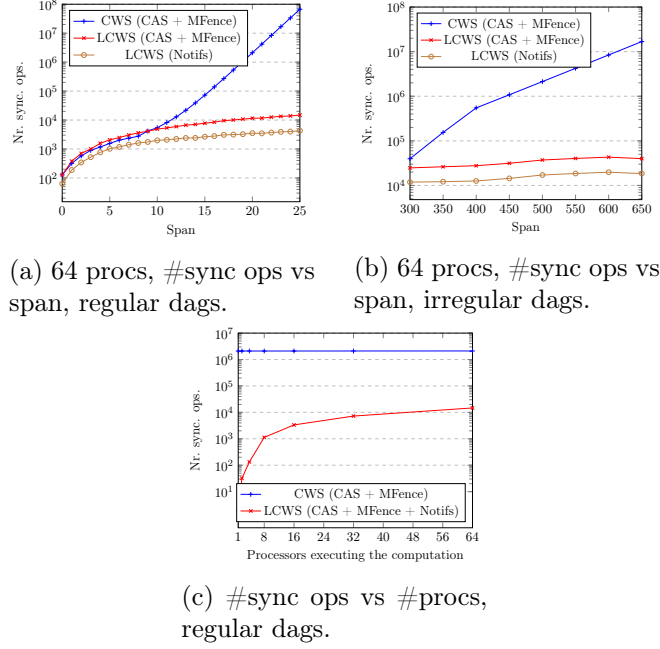 CWS (CAS + MFence)
LCWS (CAS + MFence)
LCWS (Notifs)
Nr. sync. ops.
10^8
10^7
10^6
10^5
10^4
10^3
10^2
0 5 10 15 20 25
Span
(a) 64 procs, #sync ops vs
span, regular dags.
CWS (CAS + MFence)
LCWS (CAS + MFence)
LCWS (Notifs)
Nr. sync. ops.
10^8
10^7
10^6
10^5
10^4
300 350 400 450 500 550 600 650
Span
(b) 64 procs, #sync ops vs
span, irregular dags.
Nr. sync. ops.
10^7
10^6
10^5
10^4
10^3
10^2
10^1
CWS (CAS + MFence)
LCWS (CAS + MFence + Notifs)
1 8 16 24 32 40 48 56 64
Processors executing the computation
(c) #sync ops vs #procs,
regular dags.